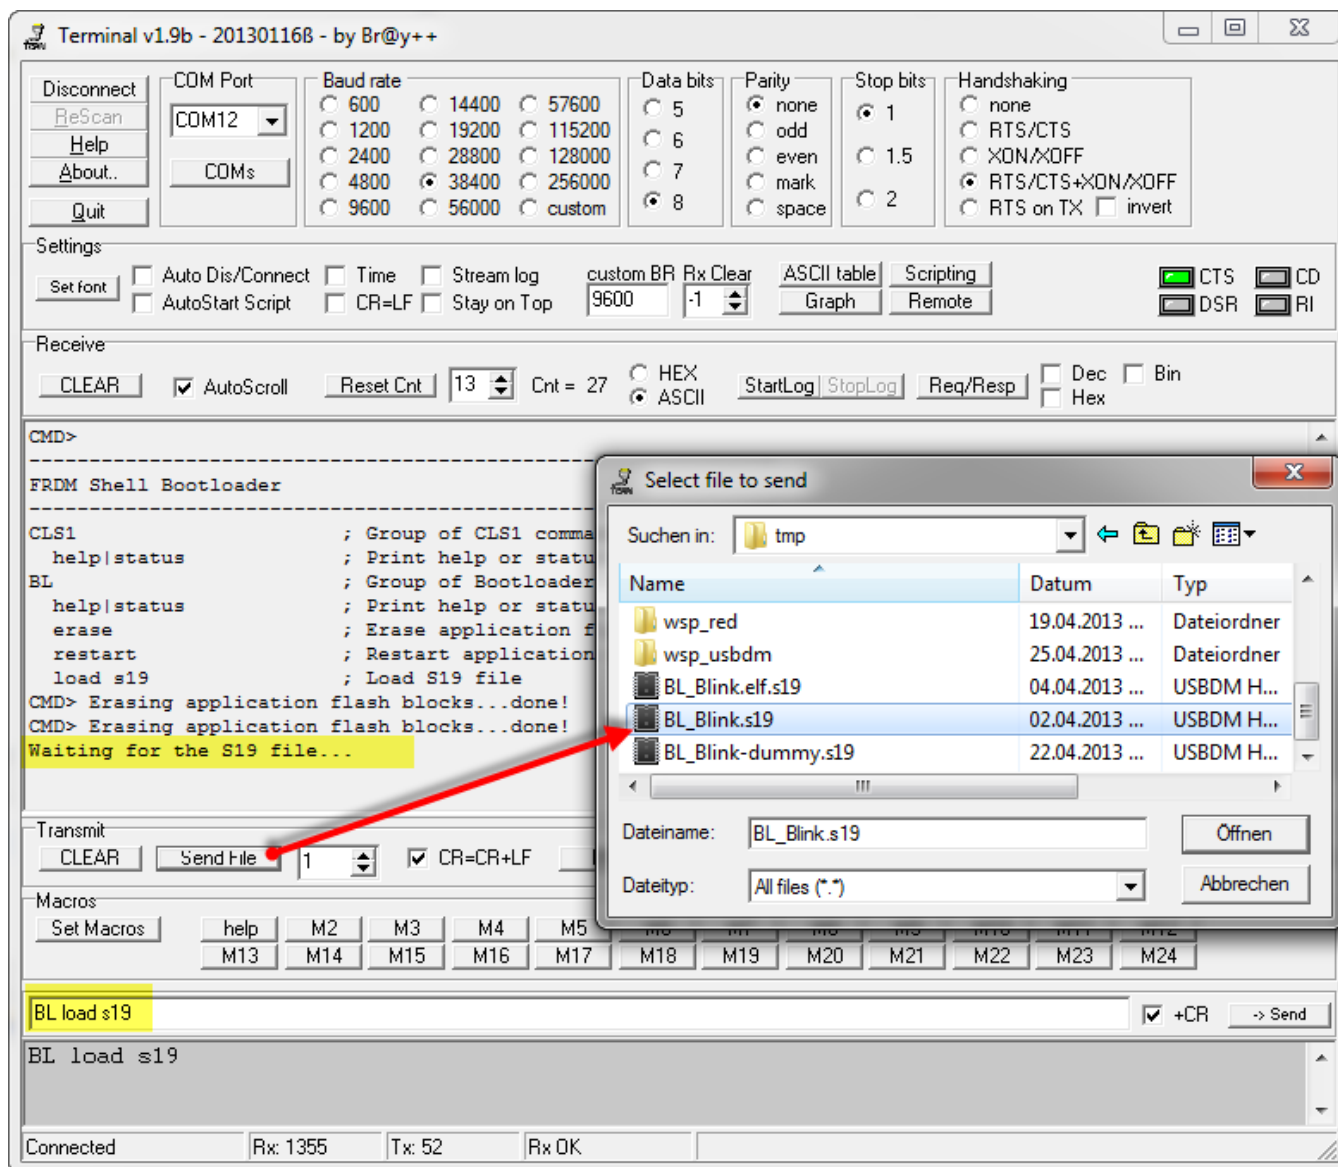 Terminal v1.9b - 20130116ß - by Br@y++
Disconnect
ReScan
Help
About..
Quit
COM Port
COM12
COMs
Baud rate
600 14400 57600
1200 19200 115200
2400 28800 128000
4800 38400 256000
9600 56000 custom
Data bits
5
6
7
8
Parity
none
odd
even
mark
space
Stop bits
1
1.5
2
Handshaking
none
RTS/CTS
XON/XOFF
RTS/CTS+XON/XOFF
RTS on TX invert
Settings
Set font
Auto Dis/Connect Time Stream log
AutoStart Script CR=LF Stay on Top
custom BR Rx Clear
9600 -1
ASCII table Scripting
Graph Remote
CTS CD
DSR RI
Receive
CLEAR AutoScroll Reset Cnt 13 Cnt = 27
HEX
ASCII
StartLog StopLog Req/Resp
Dec Bin
Hex
CMD>
--------------------------------------------------
FRDM Shell Bootloader
--------------------------------------------------
CLS1 ; Group of CLS1 comma
help|status ; Print help or statu
BL ; Group of Bootloader
help|status ; Print help or statu
erase ; Erase application f
restart ; Restart application
load s19 ; Load S19 file
CMD> Erasing application flash blocks...done!
CMD> Erasing application flash blocks...done!
Waiting for the S19 file...
Select file to send
Suchen in: tmp
Name Datum Typ
wsp_red 19.04.2013 ... Dateiordner
wsp_usbdm 25.04.2013 ... Dateiordner
BL_Blink.elf.s19 04.04.2013 ... USBDM H...
BL_Blink.s19 02.04.2013 ... USBDM H...
BL_Blink-dummy.s19 22.04.2013 ... USBDM H...
Dateiname: BL_Blink.s19 Öffnen
Dateityp: All files (*.*) Abbrechen
Transmit
CLEAR Send File 1 CR=CR+LF
Macros
Set Macros help M2 M3 M4 M5 M6 M7 M8 M9 M10 M11 M12
M13 M14 M15 M16 M17 M18 M19 M20 M21 M22 M23 M24
BL load s19 +CR -> Send
BL load s19
Connected Rx: 1355 Tx: 52 Rx OK